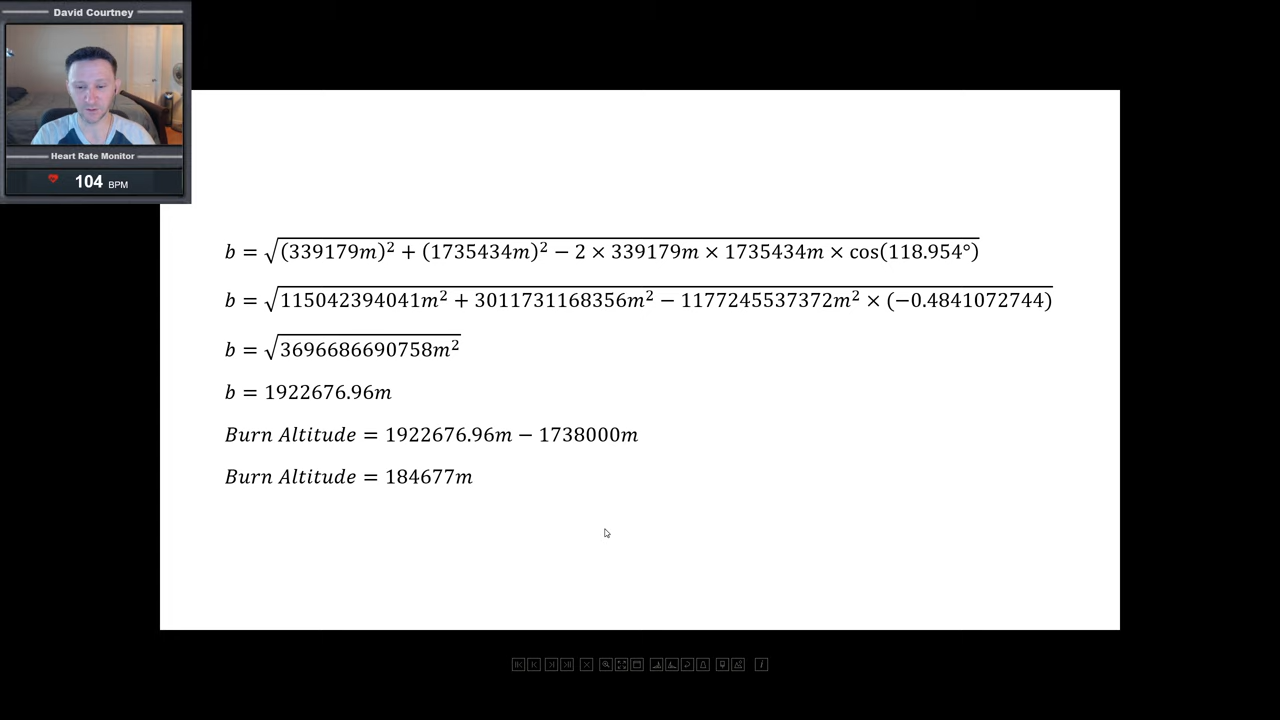 David Courtney
Heart Rate Monitor
104 BPM
b = √((339179m)² + (1735434m)² − 2 × 339179m × 1735434m × cos(118.954°))
b = √(115042394041m² + 3011731168356m² − 1177245537372m² × (−0.4841072744))
b = √(3696686690758m²)
b = 1922676.96m
Burn Altitude = 1922676.96m − 1738000m
Burn Altitude = 184677m